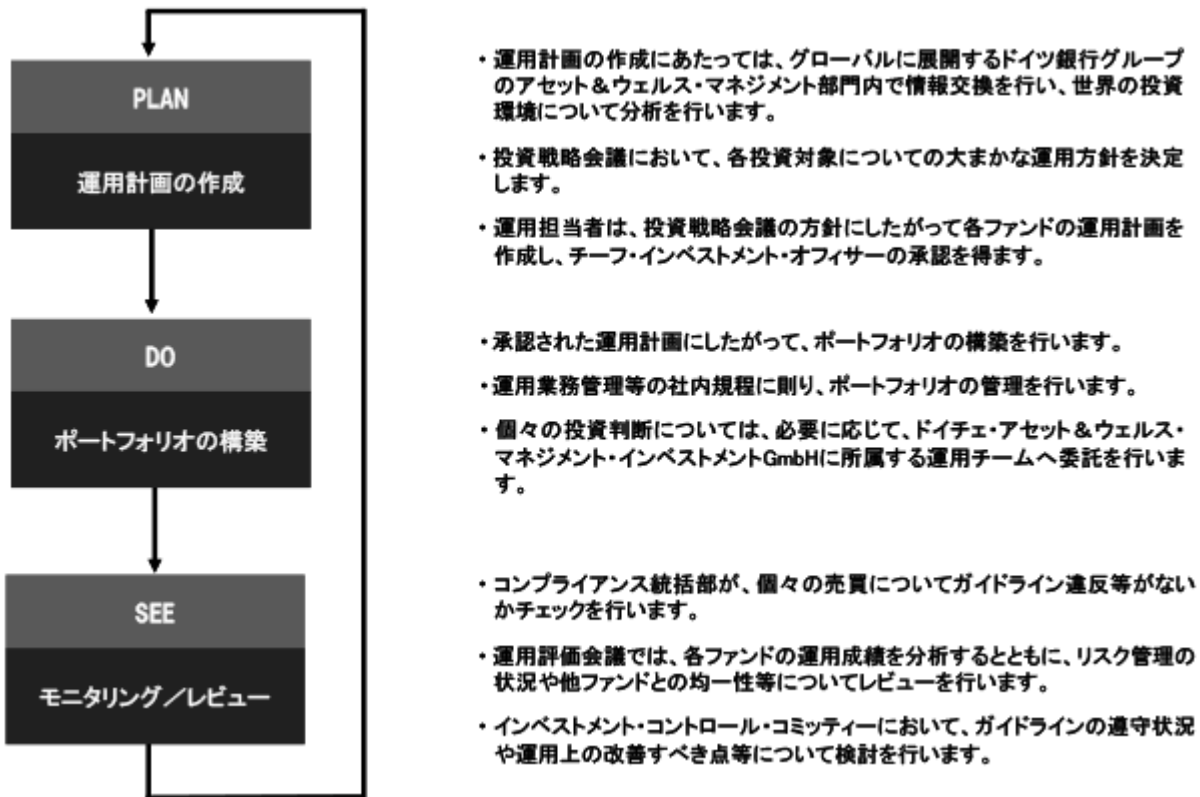 PLAN
運用計画の作成
・運用計画の作成にあたっては、グローバルに展開するドイツ銀行グループ
のアセット＆ウェルス・マネジメント部門内で情報交換を行い、世界の投資
環境について分析を行います。
・投資戦略会議において、各投資対象についての大まかな運用方針を決定
します。
・運用担当者は、投資戦略会議の方針にしたがって各ファンドの運用計画を
作成し、チーフ・インベストメント・オフィサーの承認を得ます。
DO
ポートフォリオの構築
・承認された運用計画にしたがって、ポートフォリオの構築を行います。
・運用業務管理等の社内規程に則り、ポートフォリオの管理を行います。
・個々の投資判断については、必要に応じて、ドイチェ・アセット＆ウェルス・
マネジメント・インベストメントGmbHに所属する運用チームへ委託を行いま
す。
SEE
モニタリング／レビュー
・コンプライアンス統括部が、個々の売買についてガイドライン違反等がない
かチェックを行います。
・運用評価会議では、各ファンドの運用成績を分析するとともに、リスク管理の
状況や他ファンドとの均一性等についてレビューを行います。
・インベストメント・コントロール・コミッティーにおいて、ガイドラインの遵守状況
や運用上の改善すべき点等について検討を行います。